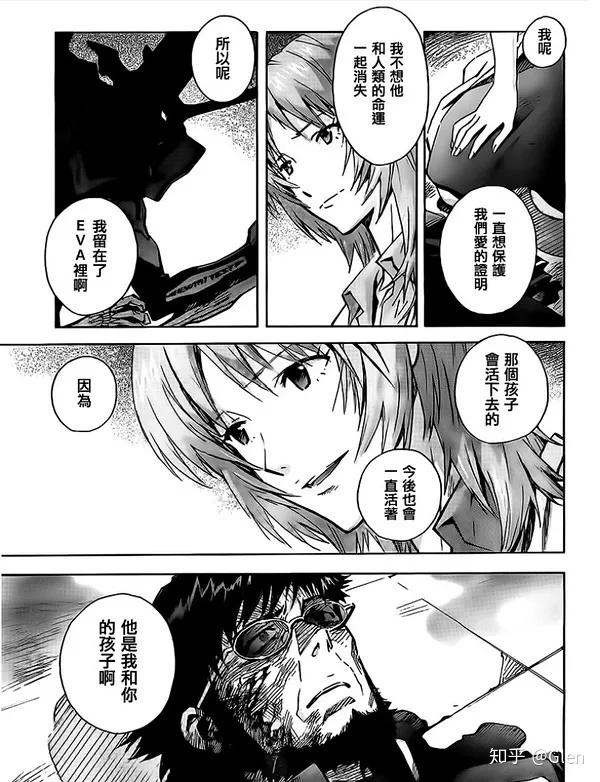 我呢
一直想保護
我們愛的證明
我不想他
和人類的命運
一起消失
所以呢
我留在了
EVA裡啊
那個孩子
會活下去的
今後也會
一直活著
因為
他是我和你
的孩子啊
知乎 @Glen